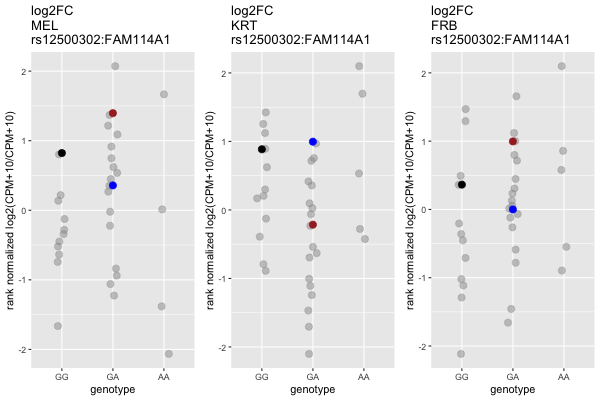 log2FC
MEL
rs12500302:FAM114A1
rank normalized log2(CPM+10/CPM+10)
2
1
0
-1
-2
GG GA AA
genotype
log2FC
KRT
rs12500302:FAM114A1
rank normalized log2(CPM+10/CPM+10)
2
1
0
-1
-2
GG GA AA
genotype
log2FC
FRB
rs12500302:FAM114A1
rank normalized log2(CPM+10/CPM+10)
2
1
0
-1
-2
GG GA AA
genotype